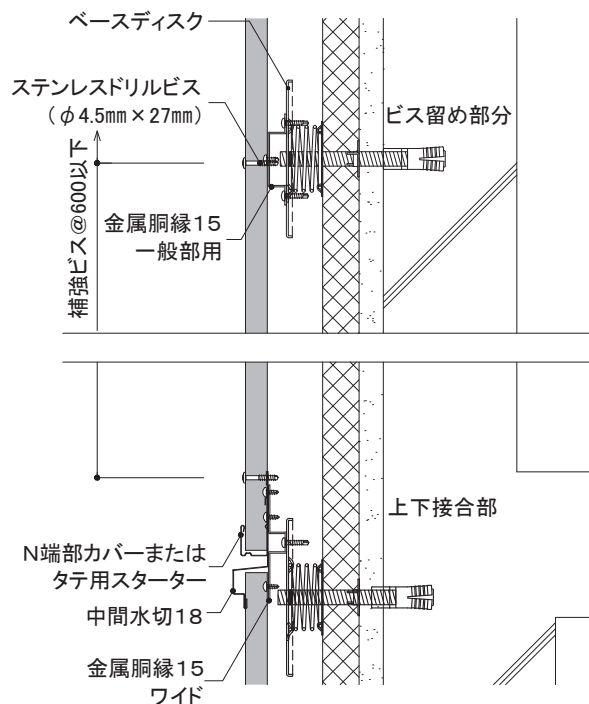 ベースディスク
ステンレスドリルビス
（φ4.5mm×27mm）
ビス留め部分
金属胴縁15
一般部用
補強ビス@600以下
上下接合部
N端部カバーまたは
タテ用スターター
中間水切18
金属胴縁15
ワイド